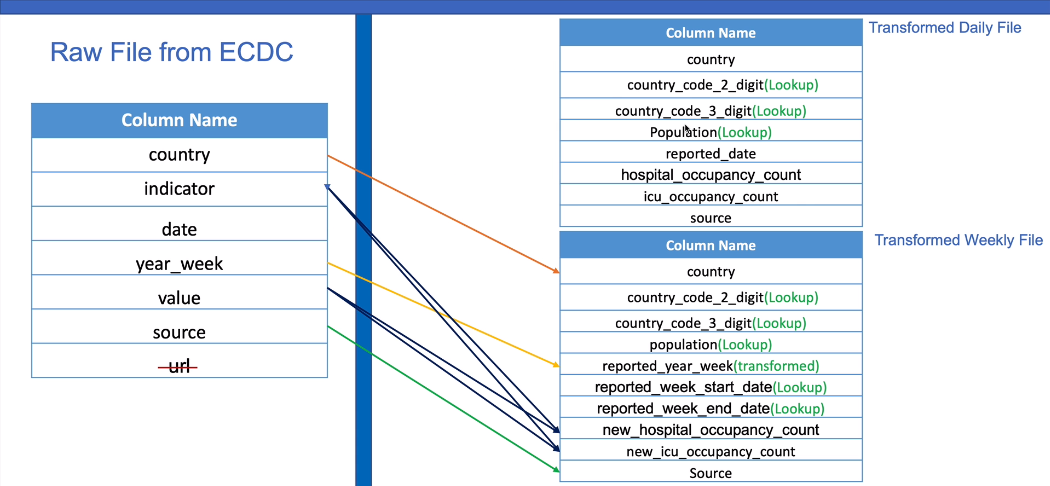 Raw File from ECDC
Column Name
country
indicator
date
year_week
value
source
url
Transformed Daily File
Column Name
country
country_code_2_digit(Lookup)
country_code_3_digit(Lookup)
Population(Lookup)
reported_date
hospital_occupancy_count
icu_occupancy_count
source
Transformed Weekly File
Column Name
country
country_code_2_digit(Lookup)
country_code_3_digit(Lookup)
population(Lookup)
reported_year_week(transformed)
reported_week_start_date(Lookup)
reported_week_end_date(Lookup)
new_hospital_occupancy_count
new_icu_occupancy_count
Source